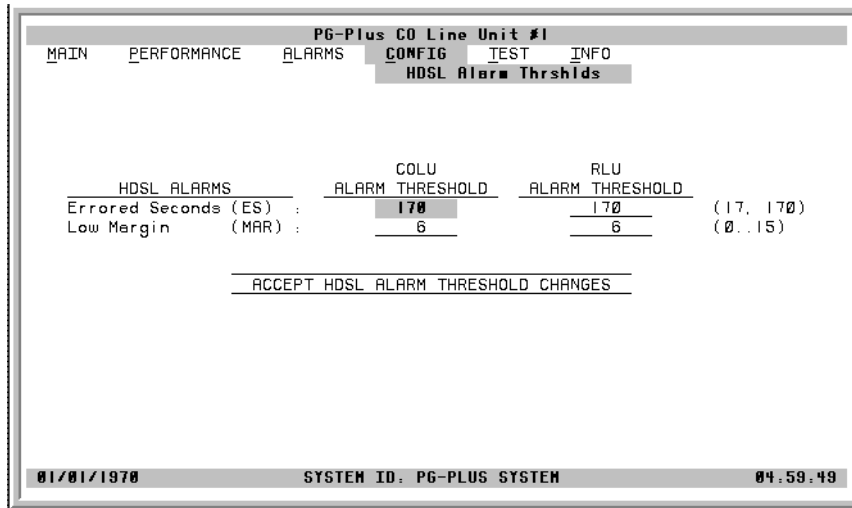 PG-Plus CO Line Unit #1
MAIN PERFORMANCE ALARMS CONFIG TEST INFO
HDSL Alarm Thrshlds
COLU RLU
HDSL ALARMS ALARM THRESHOLD ALARM THRESHOLD
Errored Seconds (ES) : 170 170 (17, 170)
Low Margin (MAR) : 6 6 (0..15)
ACCEPT HDSL ALARM THRESHOLD CHANGES
01/01/1970 SYSTEM ID: PG-PLUS SYSTEM 04:59:49